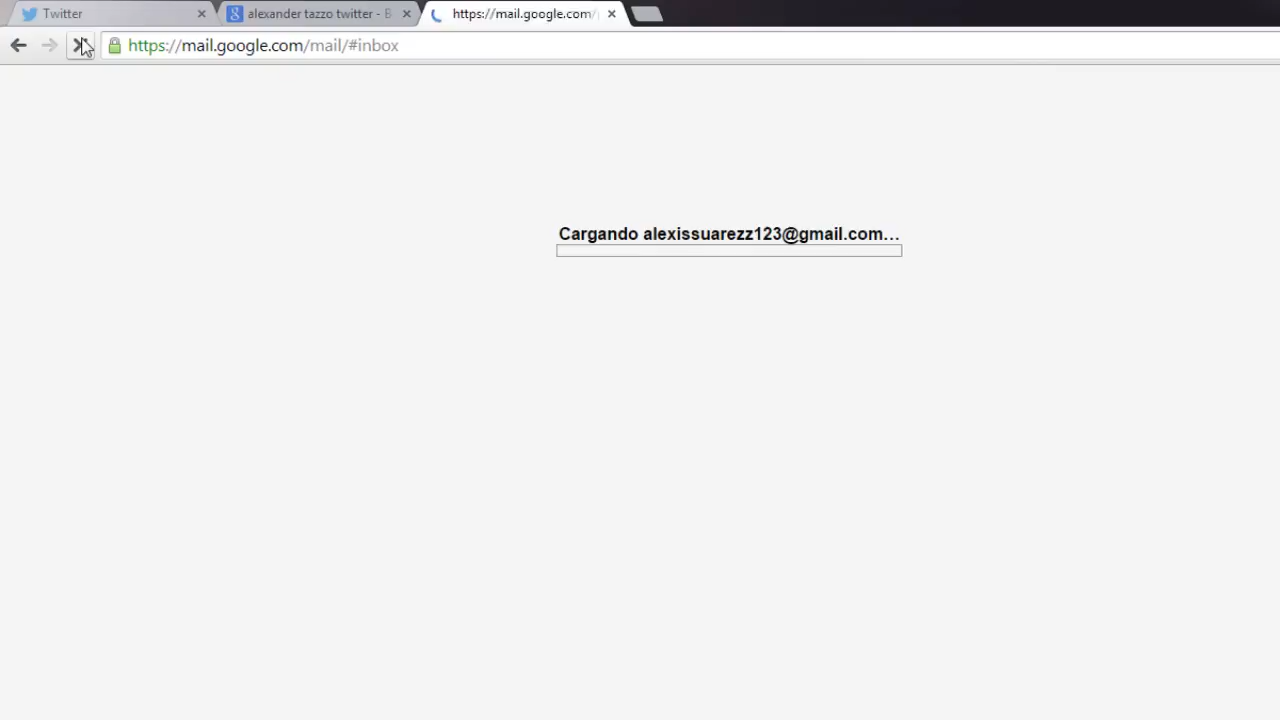 Twitter
alexander tazzo twitter - B
https://mail.google.com/
https://mail.google.com/mail/#inbox
Cargando alexissuarezz123@gmail.com…